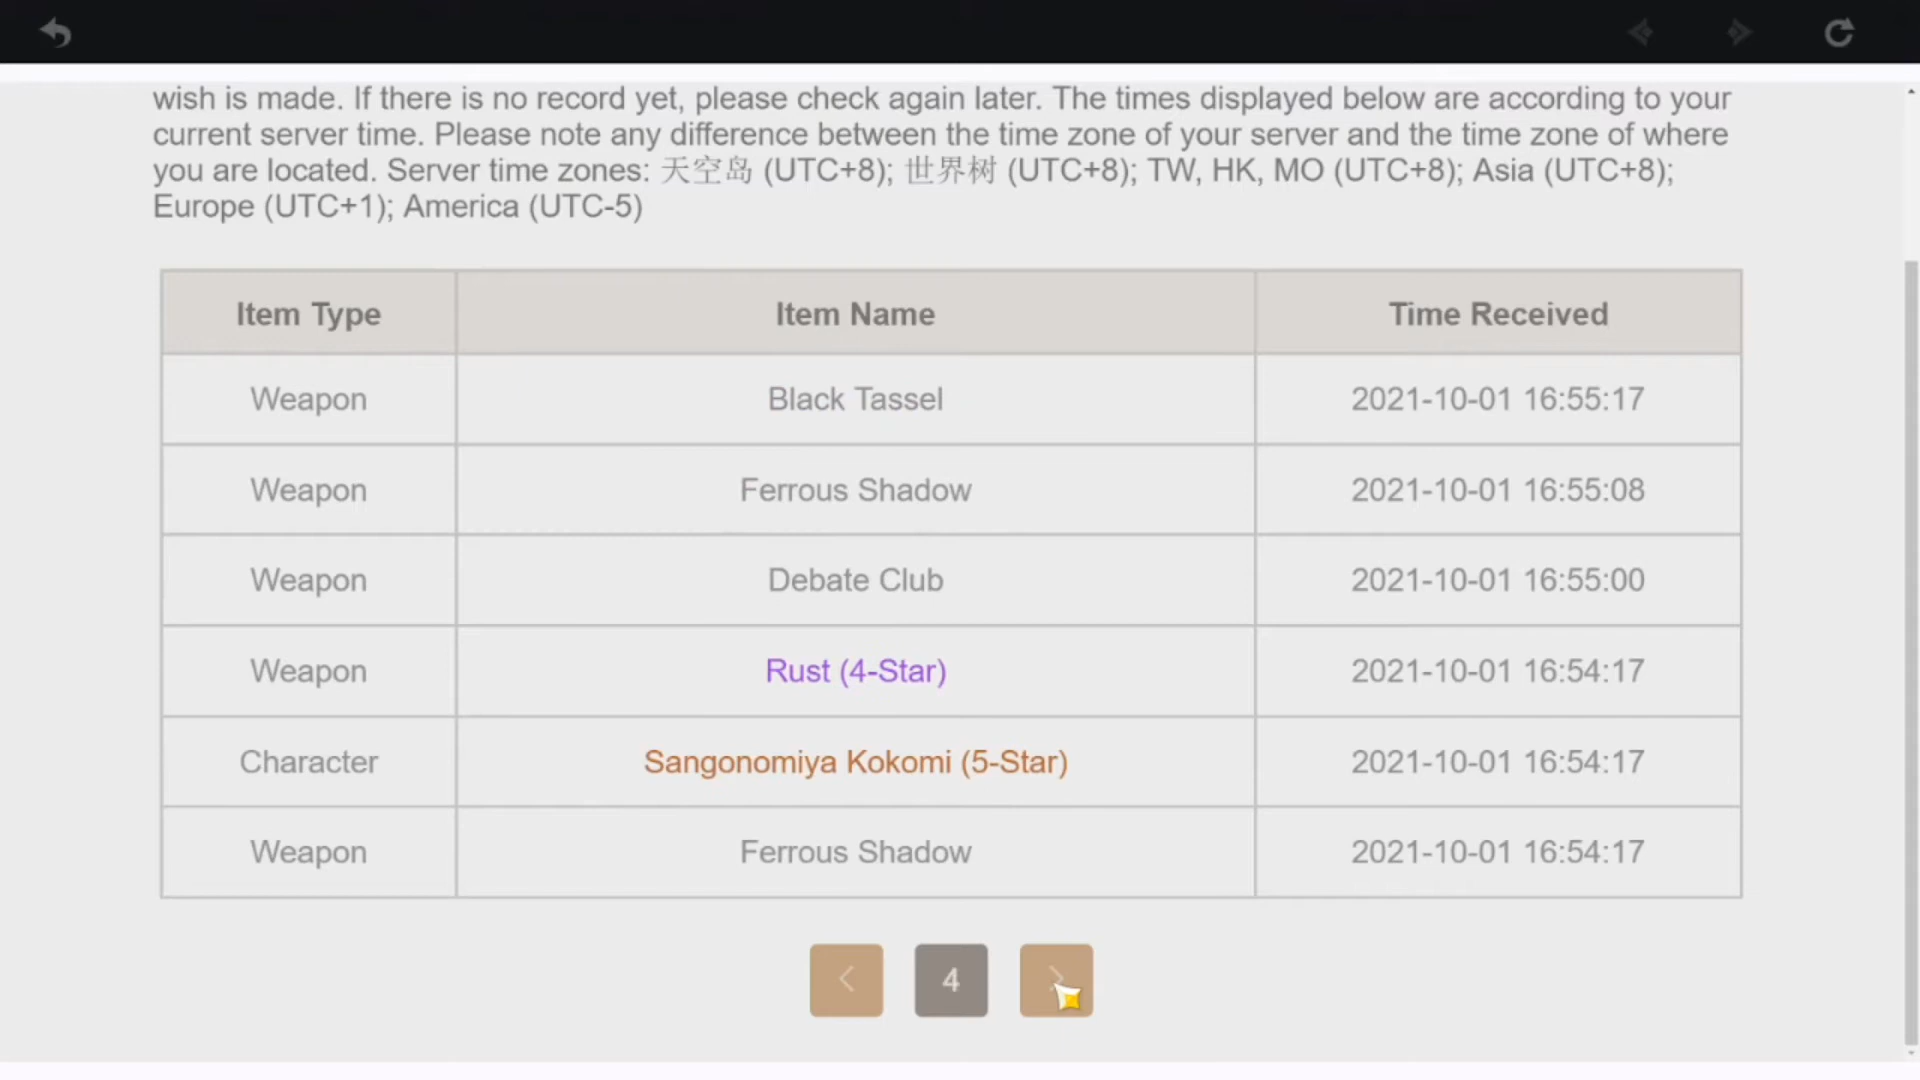 wish is made. If there is no record yet, please check again later. The times displayed below are according to your
current server time. Please note any difference between the time zone of your server and the time zone of where
you are located. Server time zones: 天空岛 (UTC+8); 世界树 (UTC+8); TW, HK, MO (UTC+8); Asia (UTC+8);
Europe (UTC+1); America (UTC-5)
Item Type Item Name Time Received
Weapon Black Tassel 2021-10-01 16:55:17
Weapon Ferrous Shadow 2021-10-01 16:55:08
Weapon Debate Club 2021-10-01 16:55:00
Weapon Rust (4-Star) 2021-10-01 16:54:17
Character Sangonomiya Kokomi (5-Star) 2021-10-01 16:54:17
Weapon Ferrous Shadow 2021-10-01 16:54:17
4